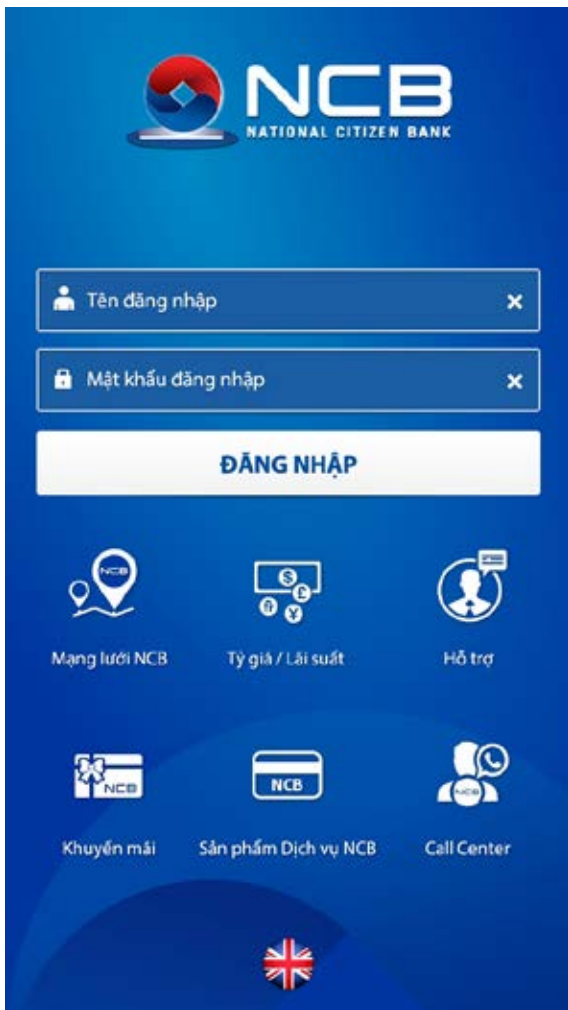 NCB
NATIONAL CITIZEN BANK
Tên đăng nhập
Mật khẩu đăng nhập
ĐĂNG NHẬP
NCB
Mạng lưới NCB
Tỷ giá / Lãi suất
Hỗ trợ
NCB
NCB
NCB
Khuyến mãi
Sản phẩm Dịch vụ NCB
Call Center